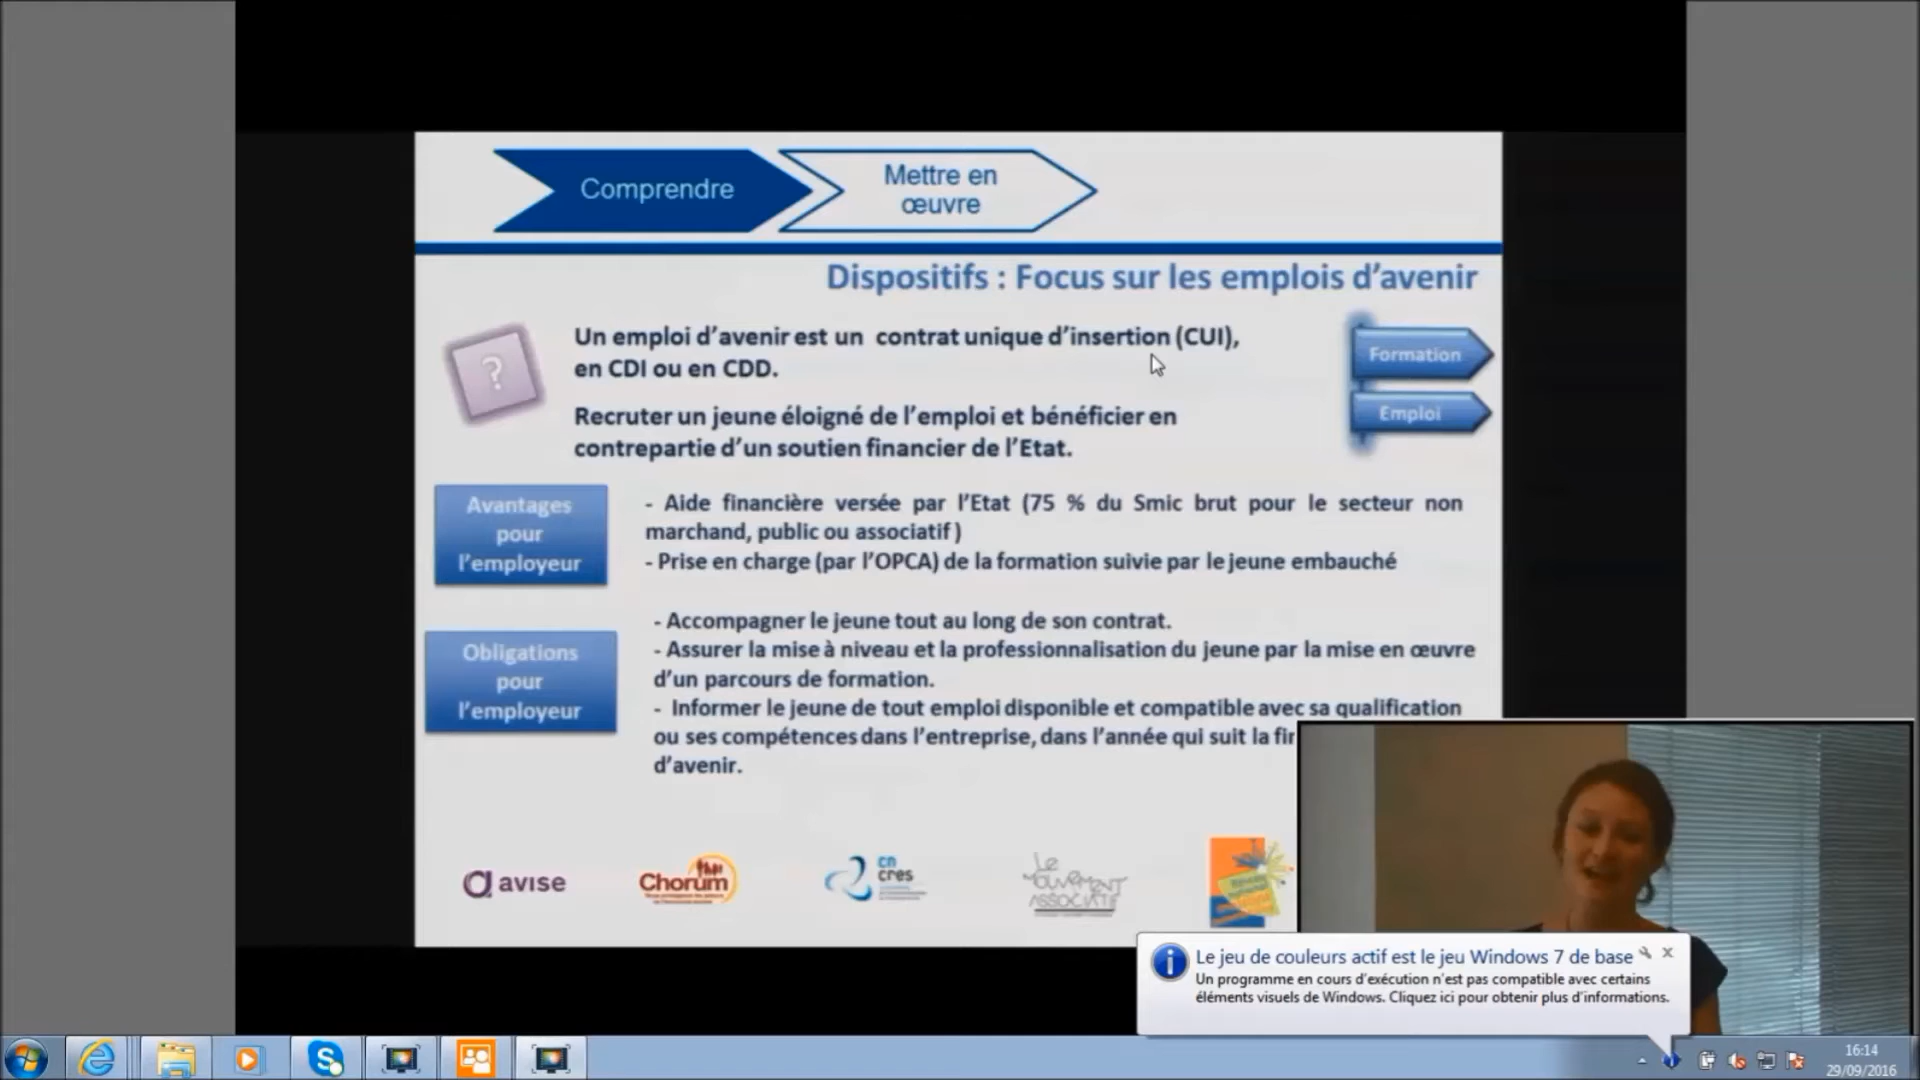 Comprendre
Mettre en
œuvre
Dispositifs : Focus sur les emplois d’avenir
?
Un emploi d’avenir est un contrat unique d’insertion (CUI),
en CDI ou en CDD.
Formation
Emploi
Recruter un jeune éloigné de l’emploi et bénéficier en
contrepartie d’un soutien financier de l’Etat.
Avantages
pour
l’employeur
- Aide financière versée par l’Etat (75 % du Smic brut pour le secteur non
marchand, public ou associatif )
- Prise en charge (par l’OPCA) de la formation suivie par le jeune embauché
Obligations
pour
l’employeur
- Accompagner le jeune tout au long de son contrat.
- Assurer la mise à niveau et la professionnalisation du jeune par la mise en œuvre
d’un parcours de formation.
- Informer le jeune de tout emploi disponible et compatible avec sa qualification
ou ses compétences dans l’entreprise, dans l’année qui suit la fin
d’avenir.
avise
Chorum
cn
cres
Le
Mouvement
associatif
Le jeu de couleurs actif est le jeu Windows 7 de base
Un programme en cours d’exécution n’est pas compatible avec certains
éléments visuels de Windows. Cliquez ici pour obtenir plus d’informations.
16:14
29/09/2016